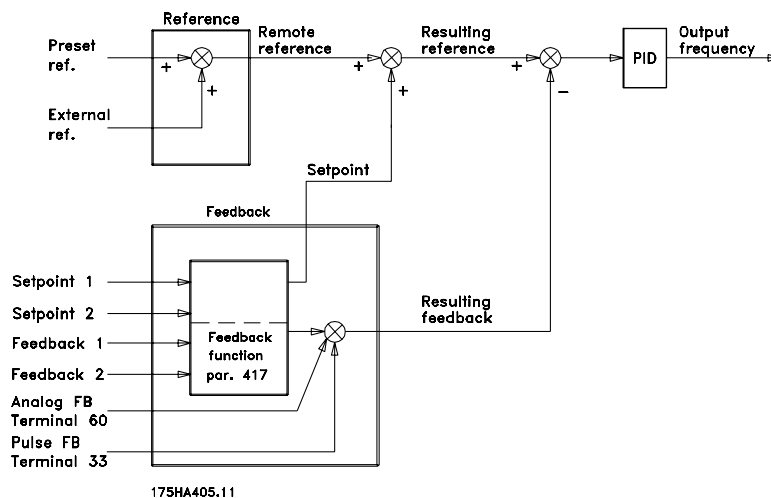 Reference
Preset
ref.
+
+
External
ref.
Remote
reference
+
+
Resulting
reference
+
−
PID
Output
frequency
Setpoint
Feedback
Setpoint 1
Setpoint 2
Feedback 1
Feedback 2
Feedback
function
par. 417
Resulting
feedback
Analog FB
Terminal 60
Pulse FB
Terminal 33
175HA405.11